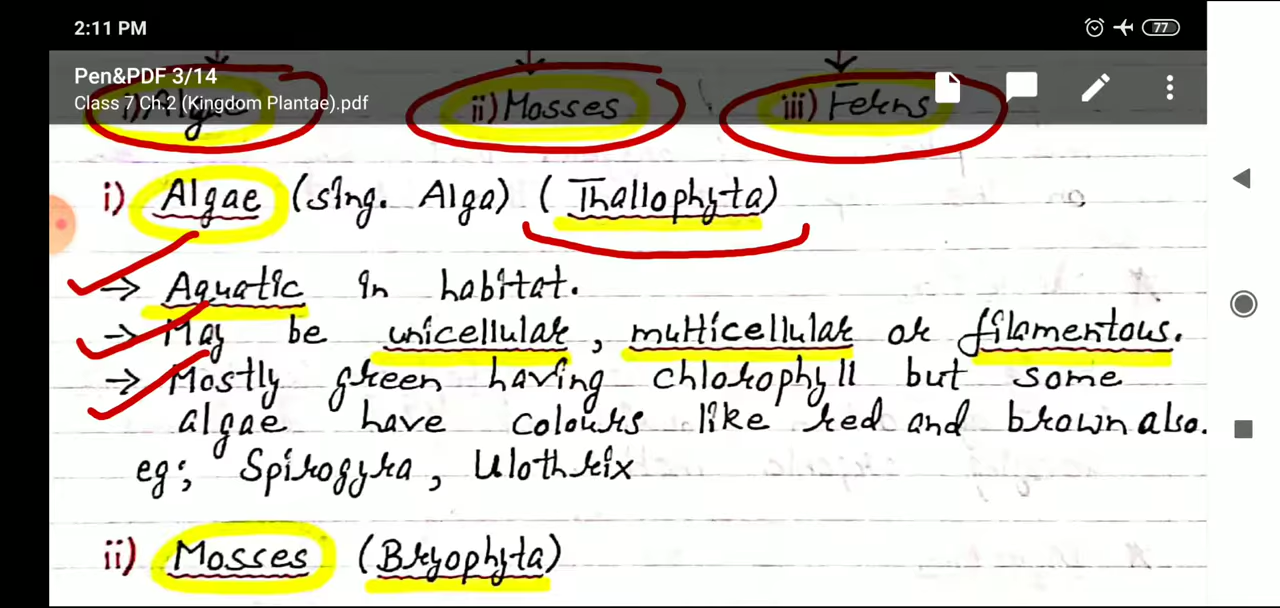 2:11 PM
77
Pen&PDF 3/14
Class 7 Ch.2 (Kingdom Plantae).pdf
i) Algae ii) Mosses iii) Ferns
i) Algae (sing. Alga) (Thallophyta)
→ Aquatic in habitat.
→ May be unicellular, multicellular or filamentous.
→ Mostly green having chlorophyll but some
algae have colours like red and brown also.
eg; Spirogyra, Ulothrix
ii) Mosses (Bryophyta)